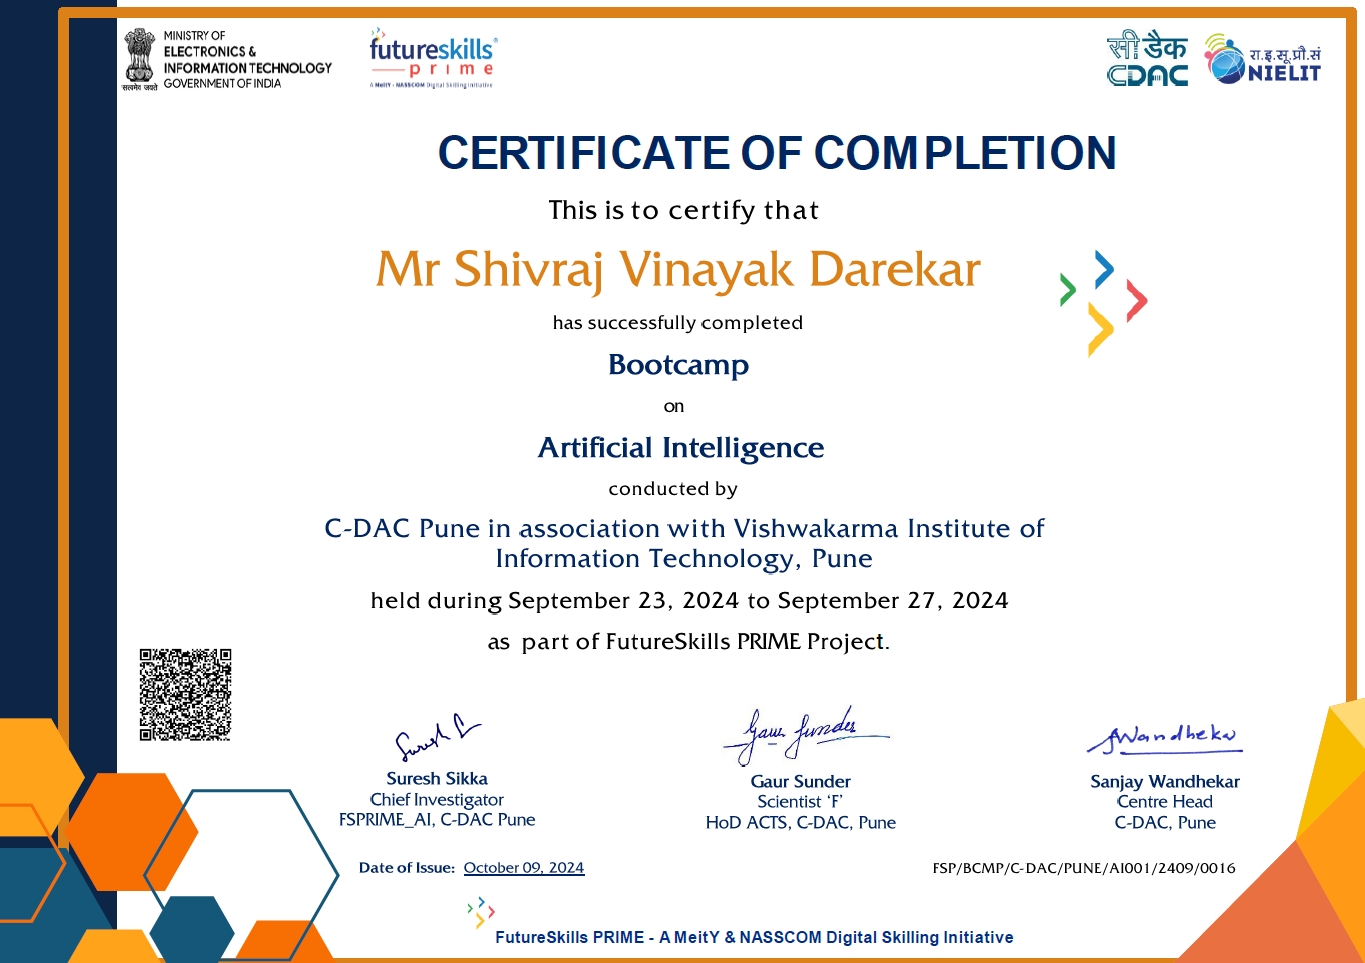 MINISTRY OF
ELECTRONICS &
INFORMATION TECHNOLOGY
GOVERNMENT OF INDIA
सत्यमेव जयते
futureskills®
prime
A MeitY - NASSCOM Digital Skilling Initiative
सी डैक
CDAC
रा.इ.सू.प्रौ.सं
NIELIT
CERTIFICATE OF COMPLETION
This is to certify that
Mr Shivraj Vinayak Darekar
has successfully completed
Bootcamp
on
Artificial Intelligence
conducted by
C-DAC Pune in association with Vishwakarma Institute of
Information Technology, Pune
held during September 23, 2024 to September 27, 2024
as part of FutureSkills PRIME Project.
Suresh S
Suresh Sikka
Chief Investigator
FSPRIME_AI, C-DAC Pune
Gaur Sunder
Gaur Sunder
Scientist ‘F’
HoD ACTS, C-DAC, Pune
SWandhekar
Sanjay Wandhekar
Centre Head
C-DAC, Pune
Date of Issue: October 09, 2024
FSP/BCMP/C-DAC/PUNE/AI001/2409/0016
FutureSkills PRIME - A MeitY & NASSCOM Digital Skilling Initiative